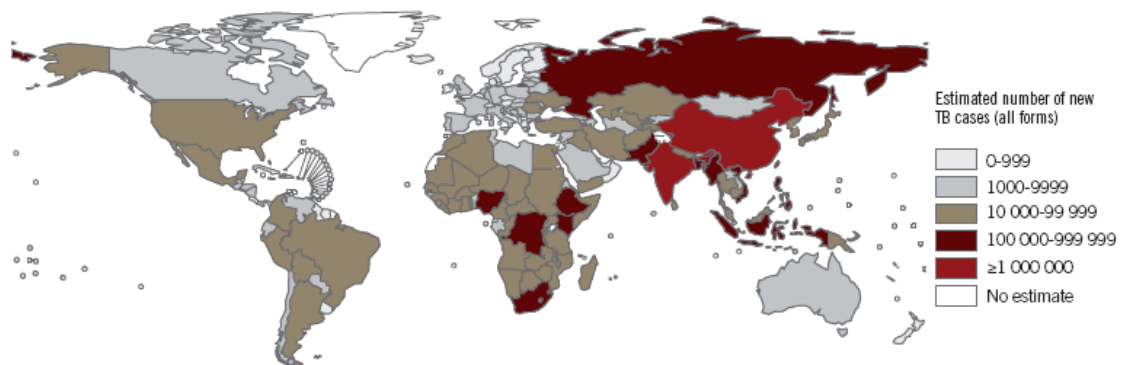 Estimated number of new
TB cases (all forms)
0-999
1000-9999
10 000-99 999
100 000-999 999
≥1 000 000
No estimate